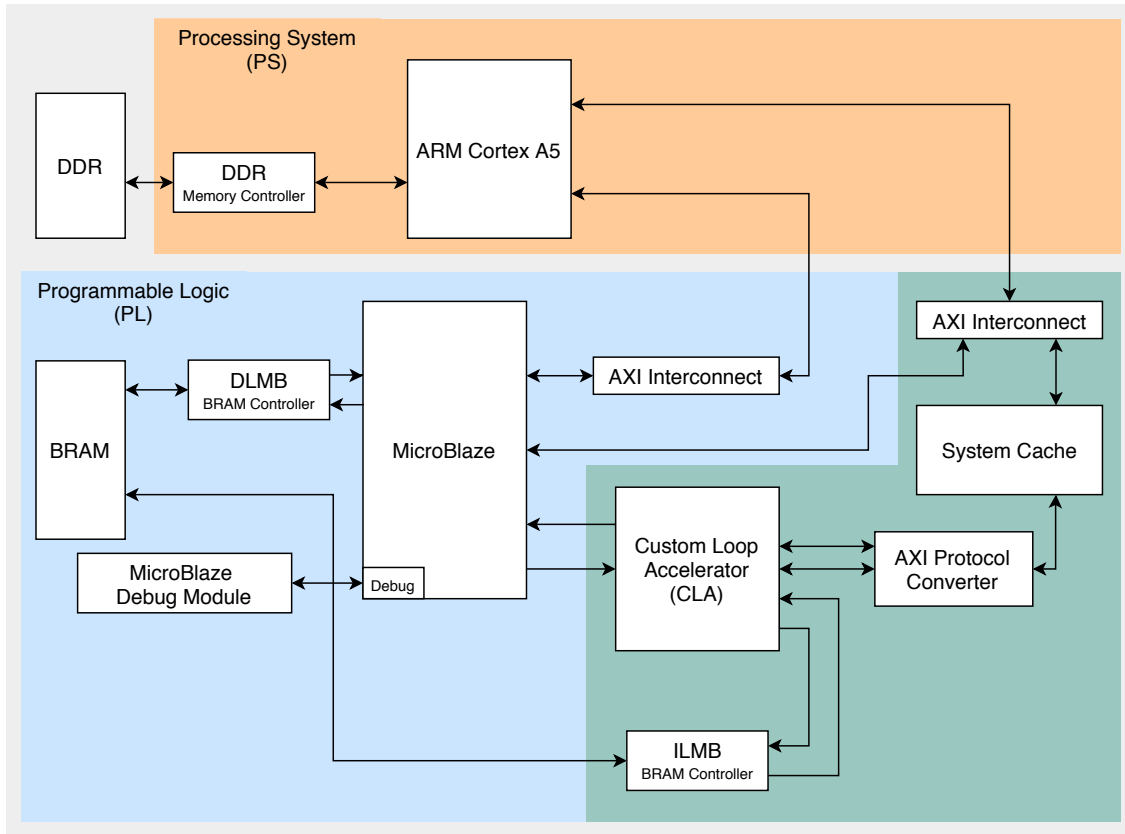 Processing System
(PS)
DDR
DDR
Memory Controller
ARM Cortex A5
Programmable Logic
(PL)
BRAM
DLMB
BRAM Controller
MicroBlaze
Debug
MicroBlaze
Debug Module
AXI Interconnect
AXI Interconnect
System Cache
Custom Loop
Accelerator
(CLA)
AXI Protocol
Converter
ILMB
BRAM Controller